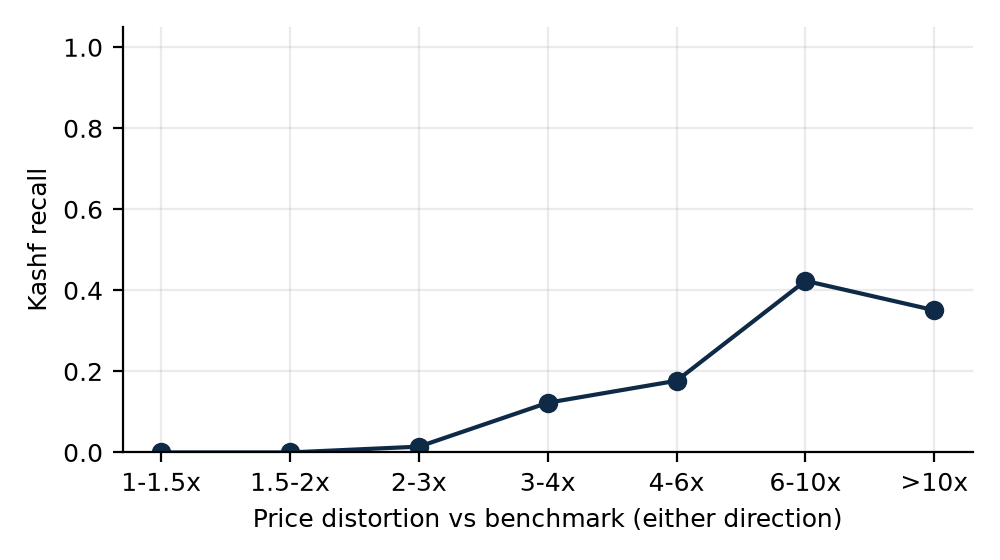 Kashf recall
1.0
0.8
0.6
0.4
0.2
0.0
1-1.5x 1.5-2x 2-3x 3-4x 4-6x 6-10x >10x
Price distortion vs benchmark (either direction)